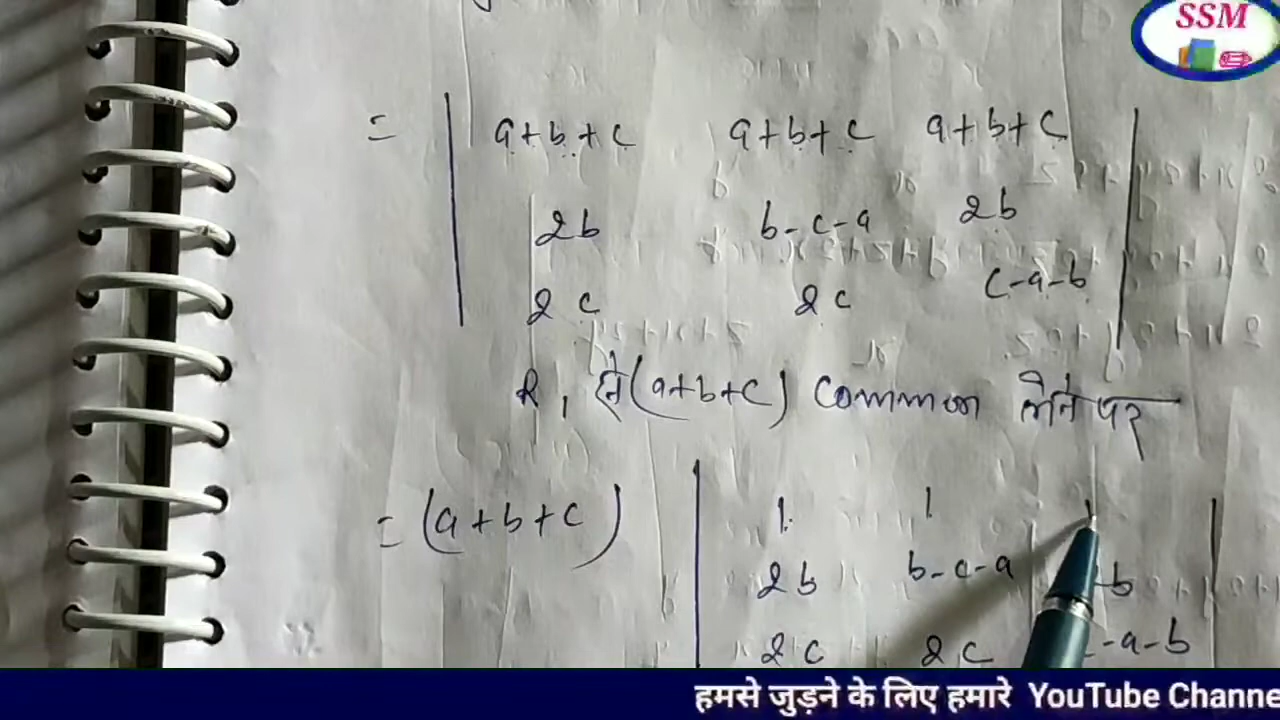 SSM
= | a+b+c a+b+c a+b+c |
2b b-c-a 2b
2c 2c c-a-b
R1 से (a+b+c) common लेने पर
= (a+b+c) | 1 1 1 |
2b b-c-a b
2c 2c -a-b
हमसे जुड़ने के लिए हमारे YouTube Channe